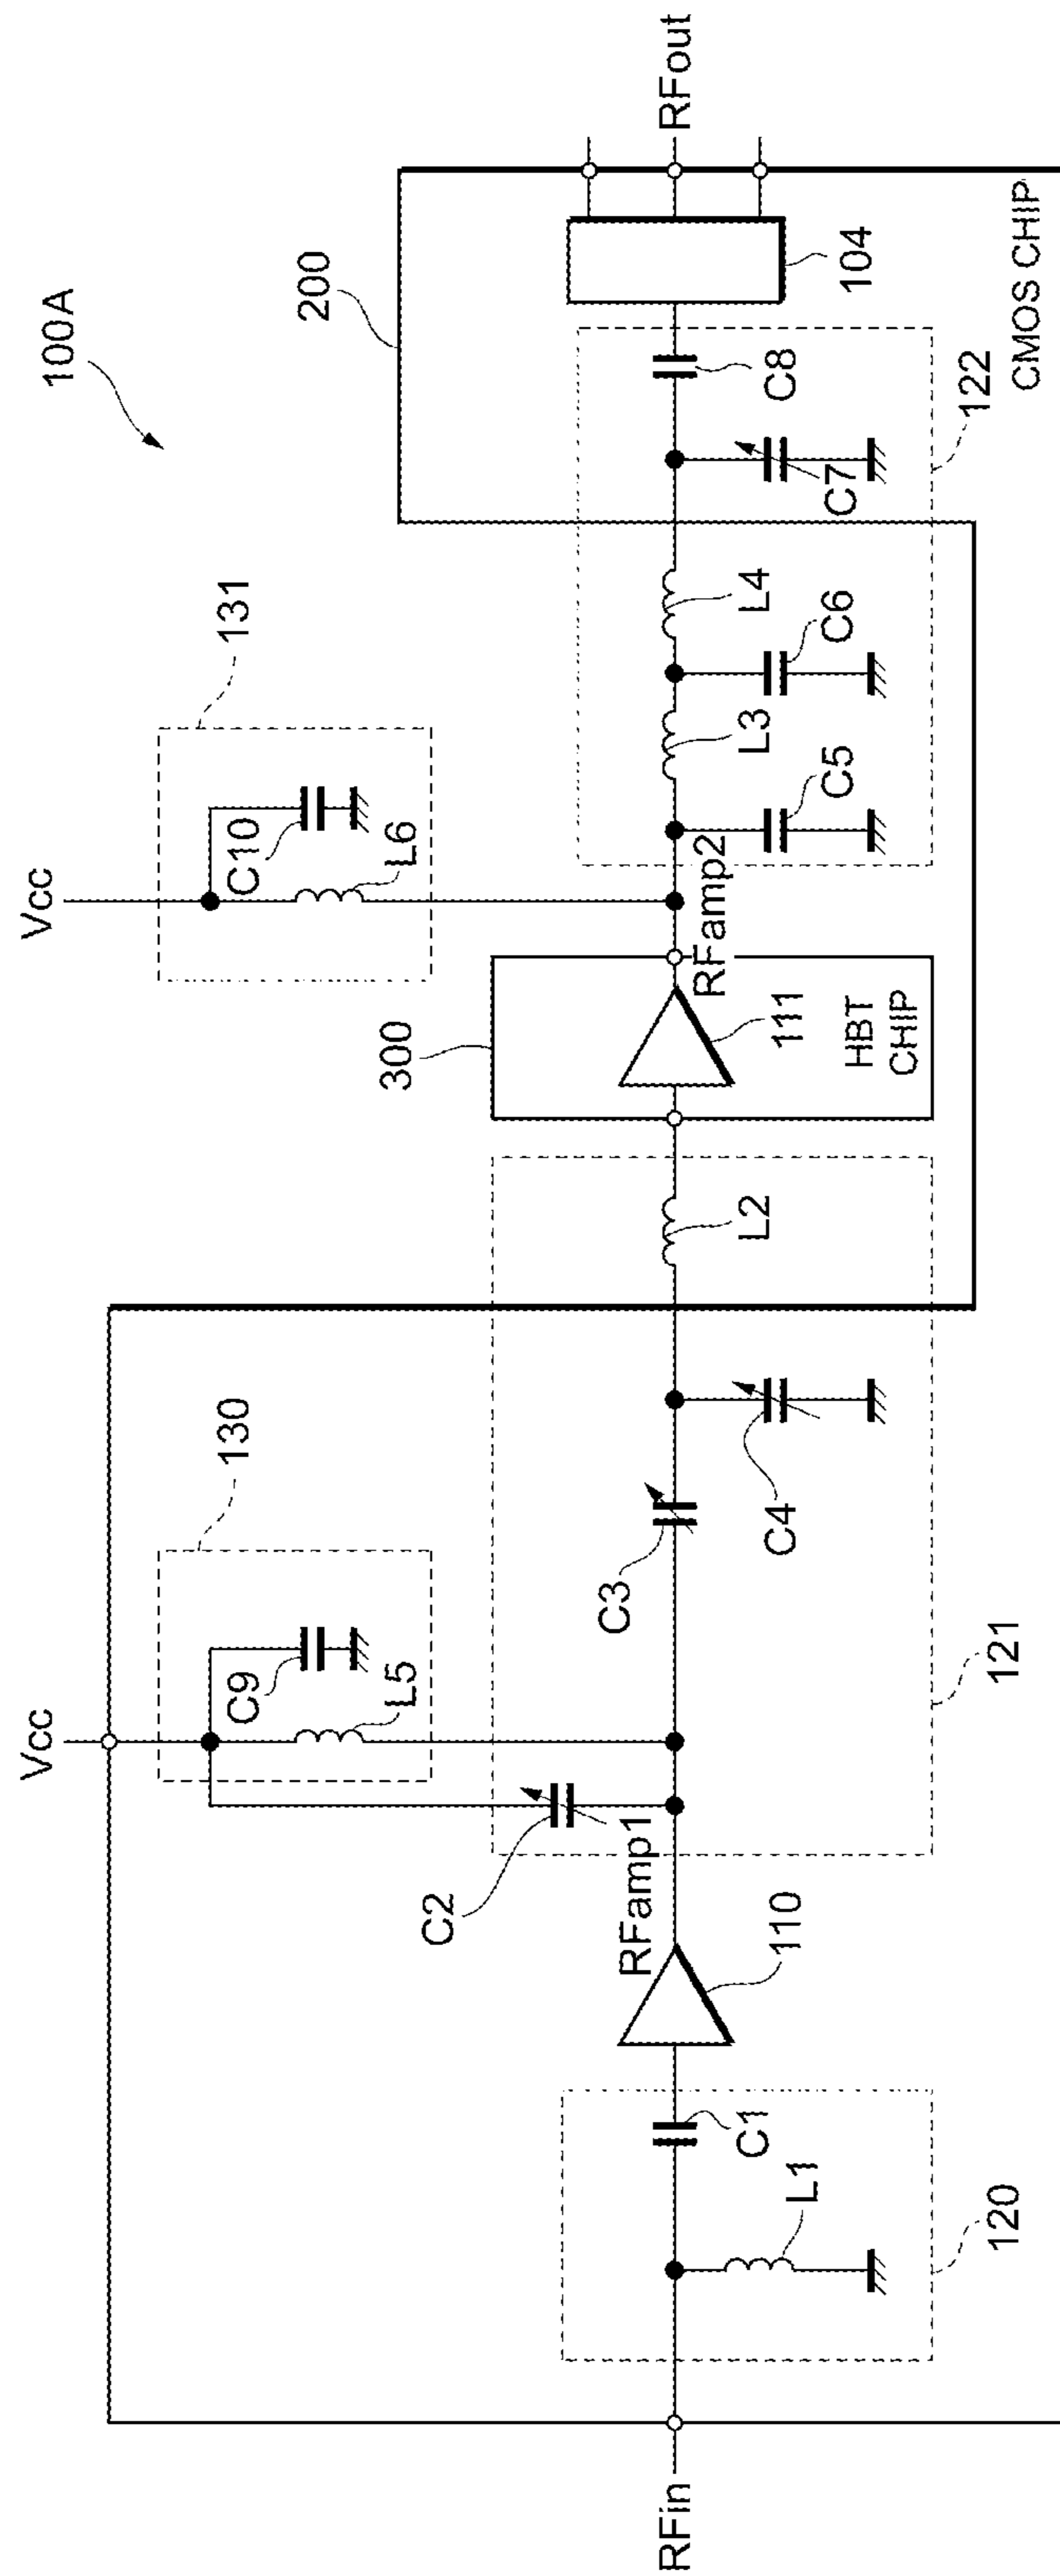 100A
200
Vcc
Vcc
130
131
C9
L5
C10
L6
C2
300
RFout
C3
RFamp1
RFamp2
RFin
110
C1
L1
C4
L2
111
HBT
CHIP
L3
L4
C5
C6
C7
C8
104
120
121
122
CMOS CHIP